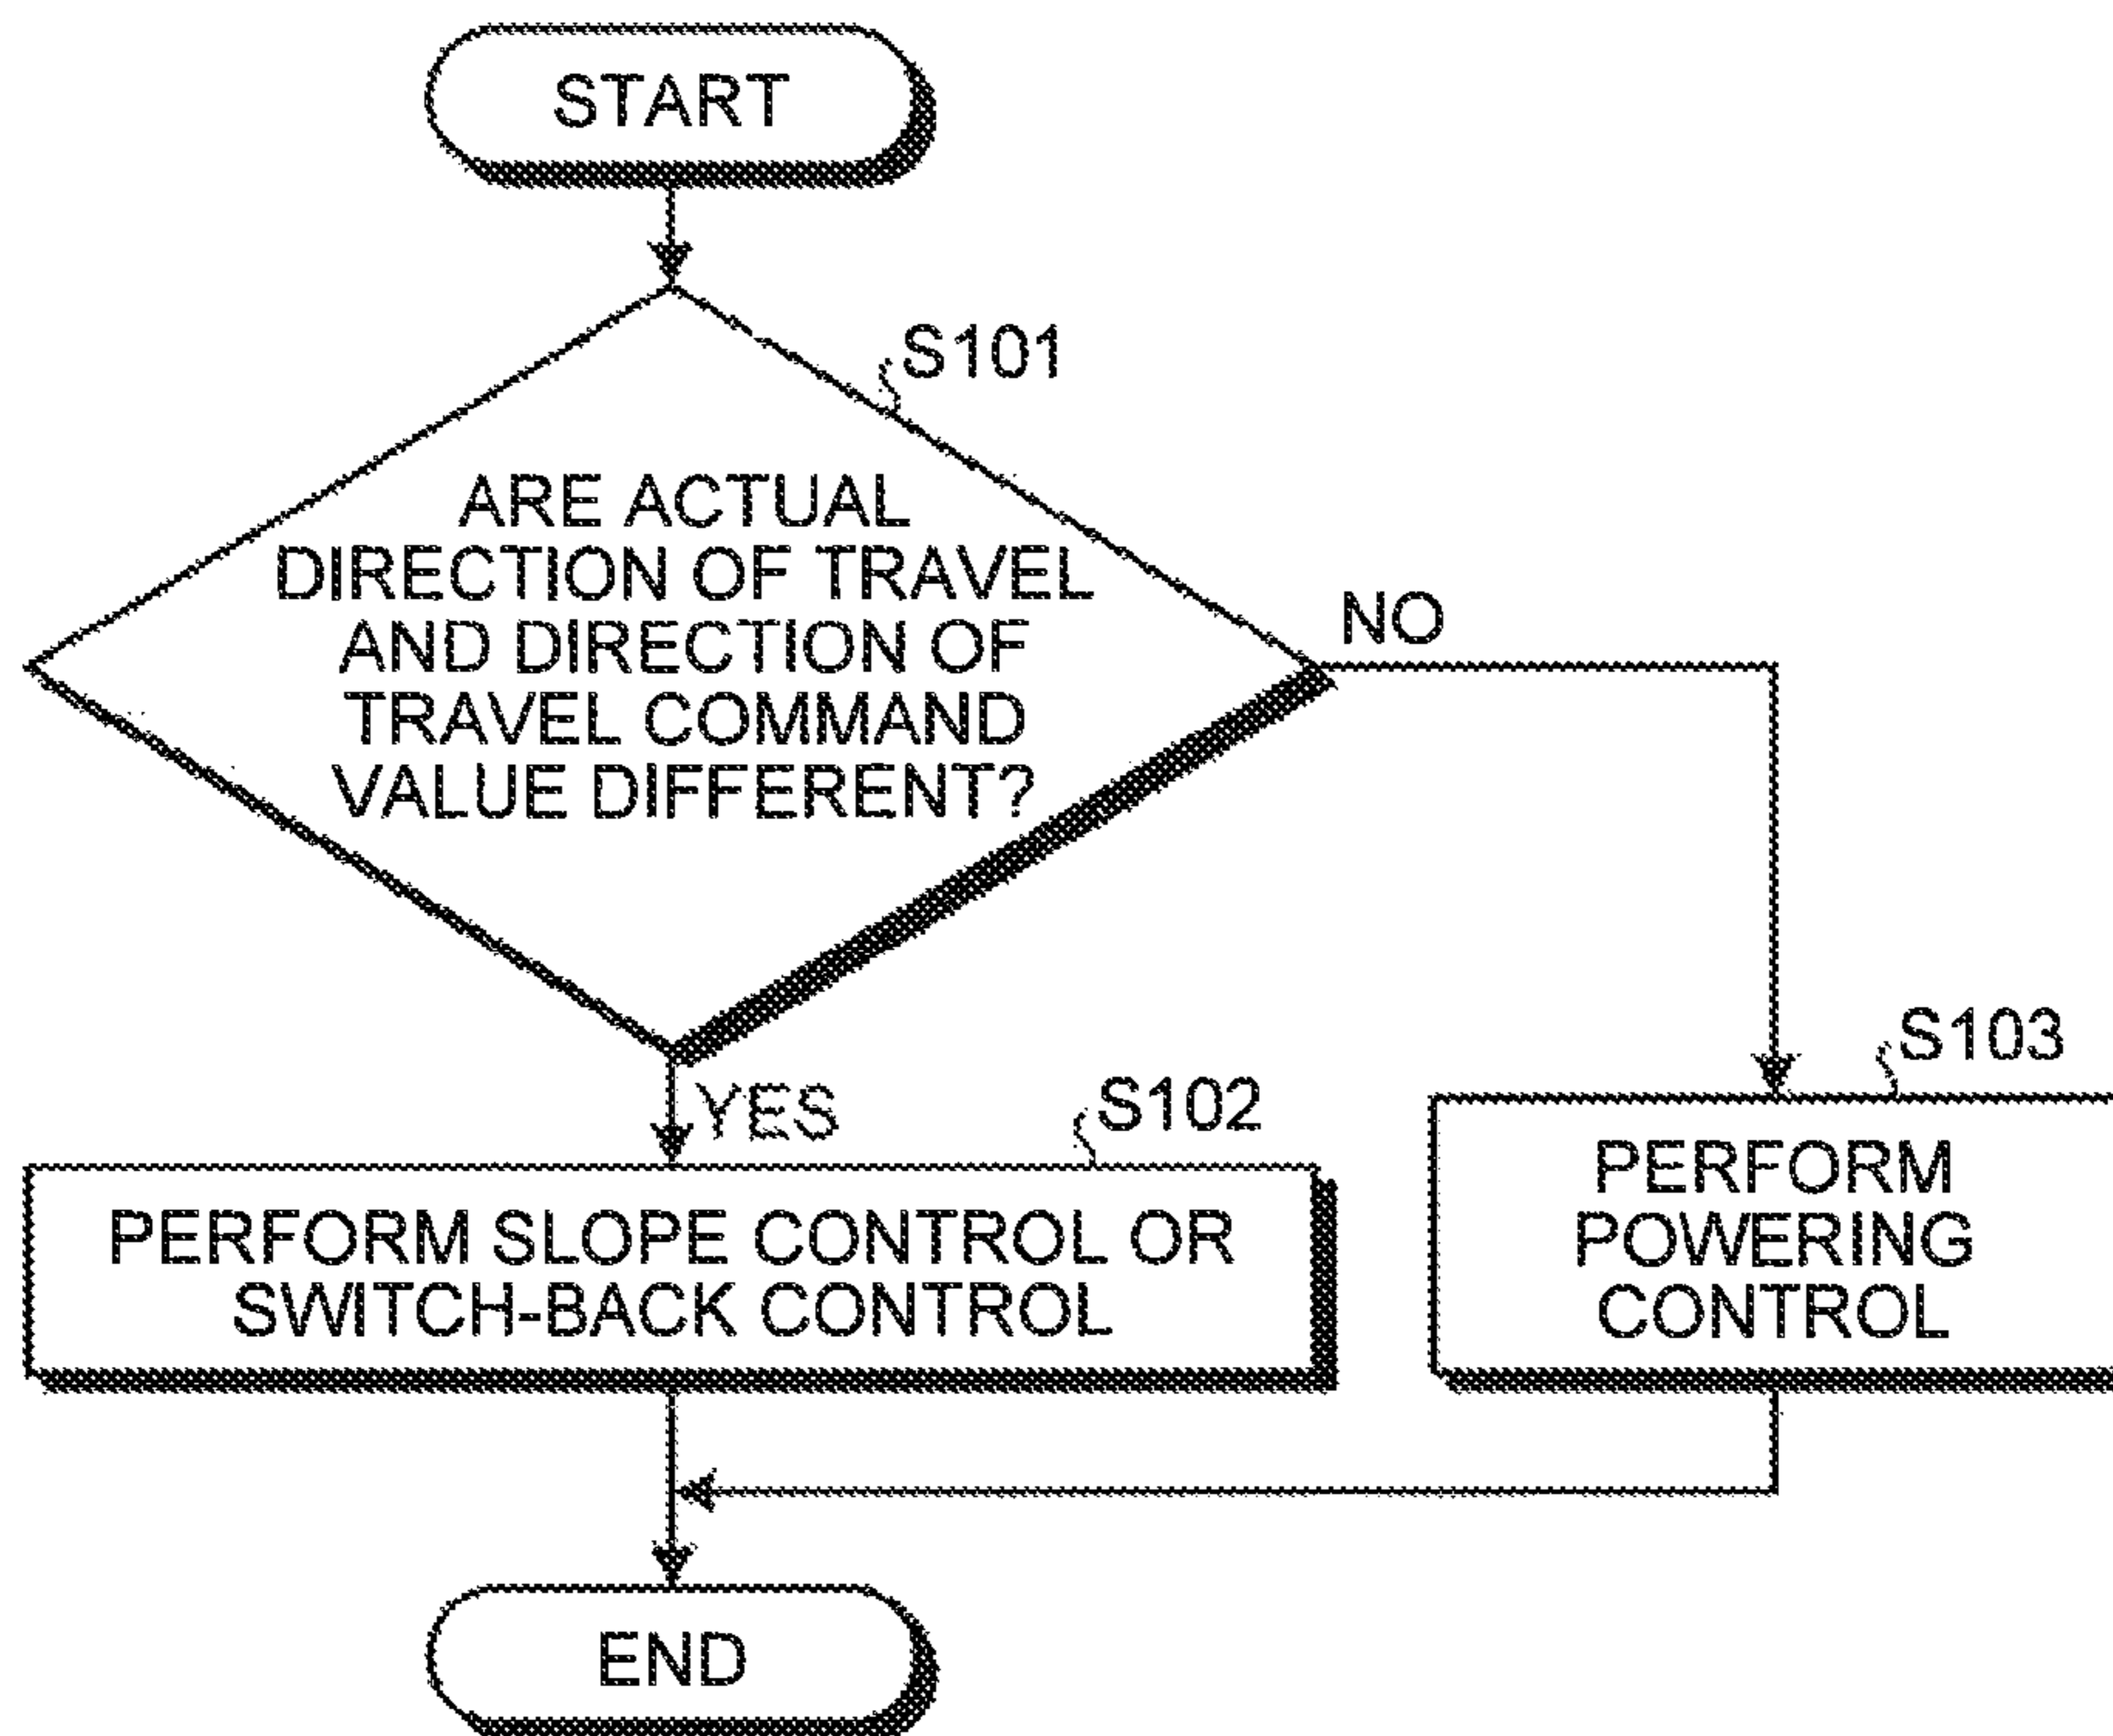 START
S101
ARE ACTUAL
DIRECTION OF TRAVEL
AND DIRECTION OF
TRAVEL COMMAND
VALUE DIFFERENT?
NO
YES
S102
PERFORM SLOPE CONTROL OR
SWITCH-BACK CONTROL
S103
PERFORM
POWERING
CONTROL
END